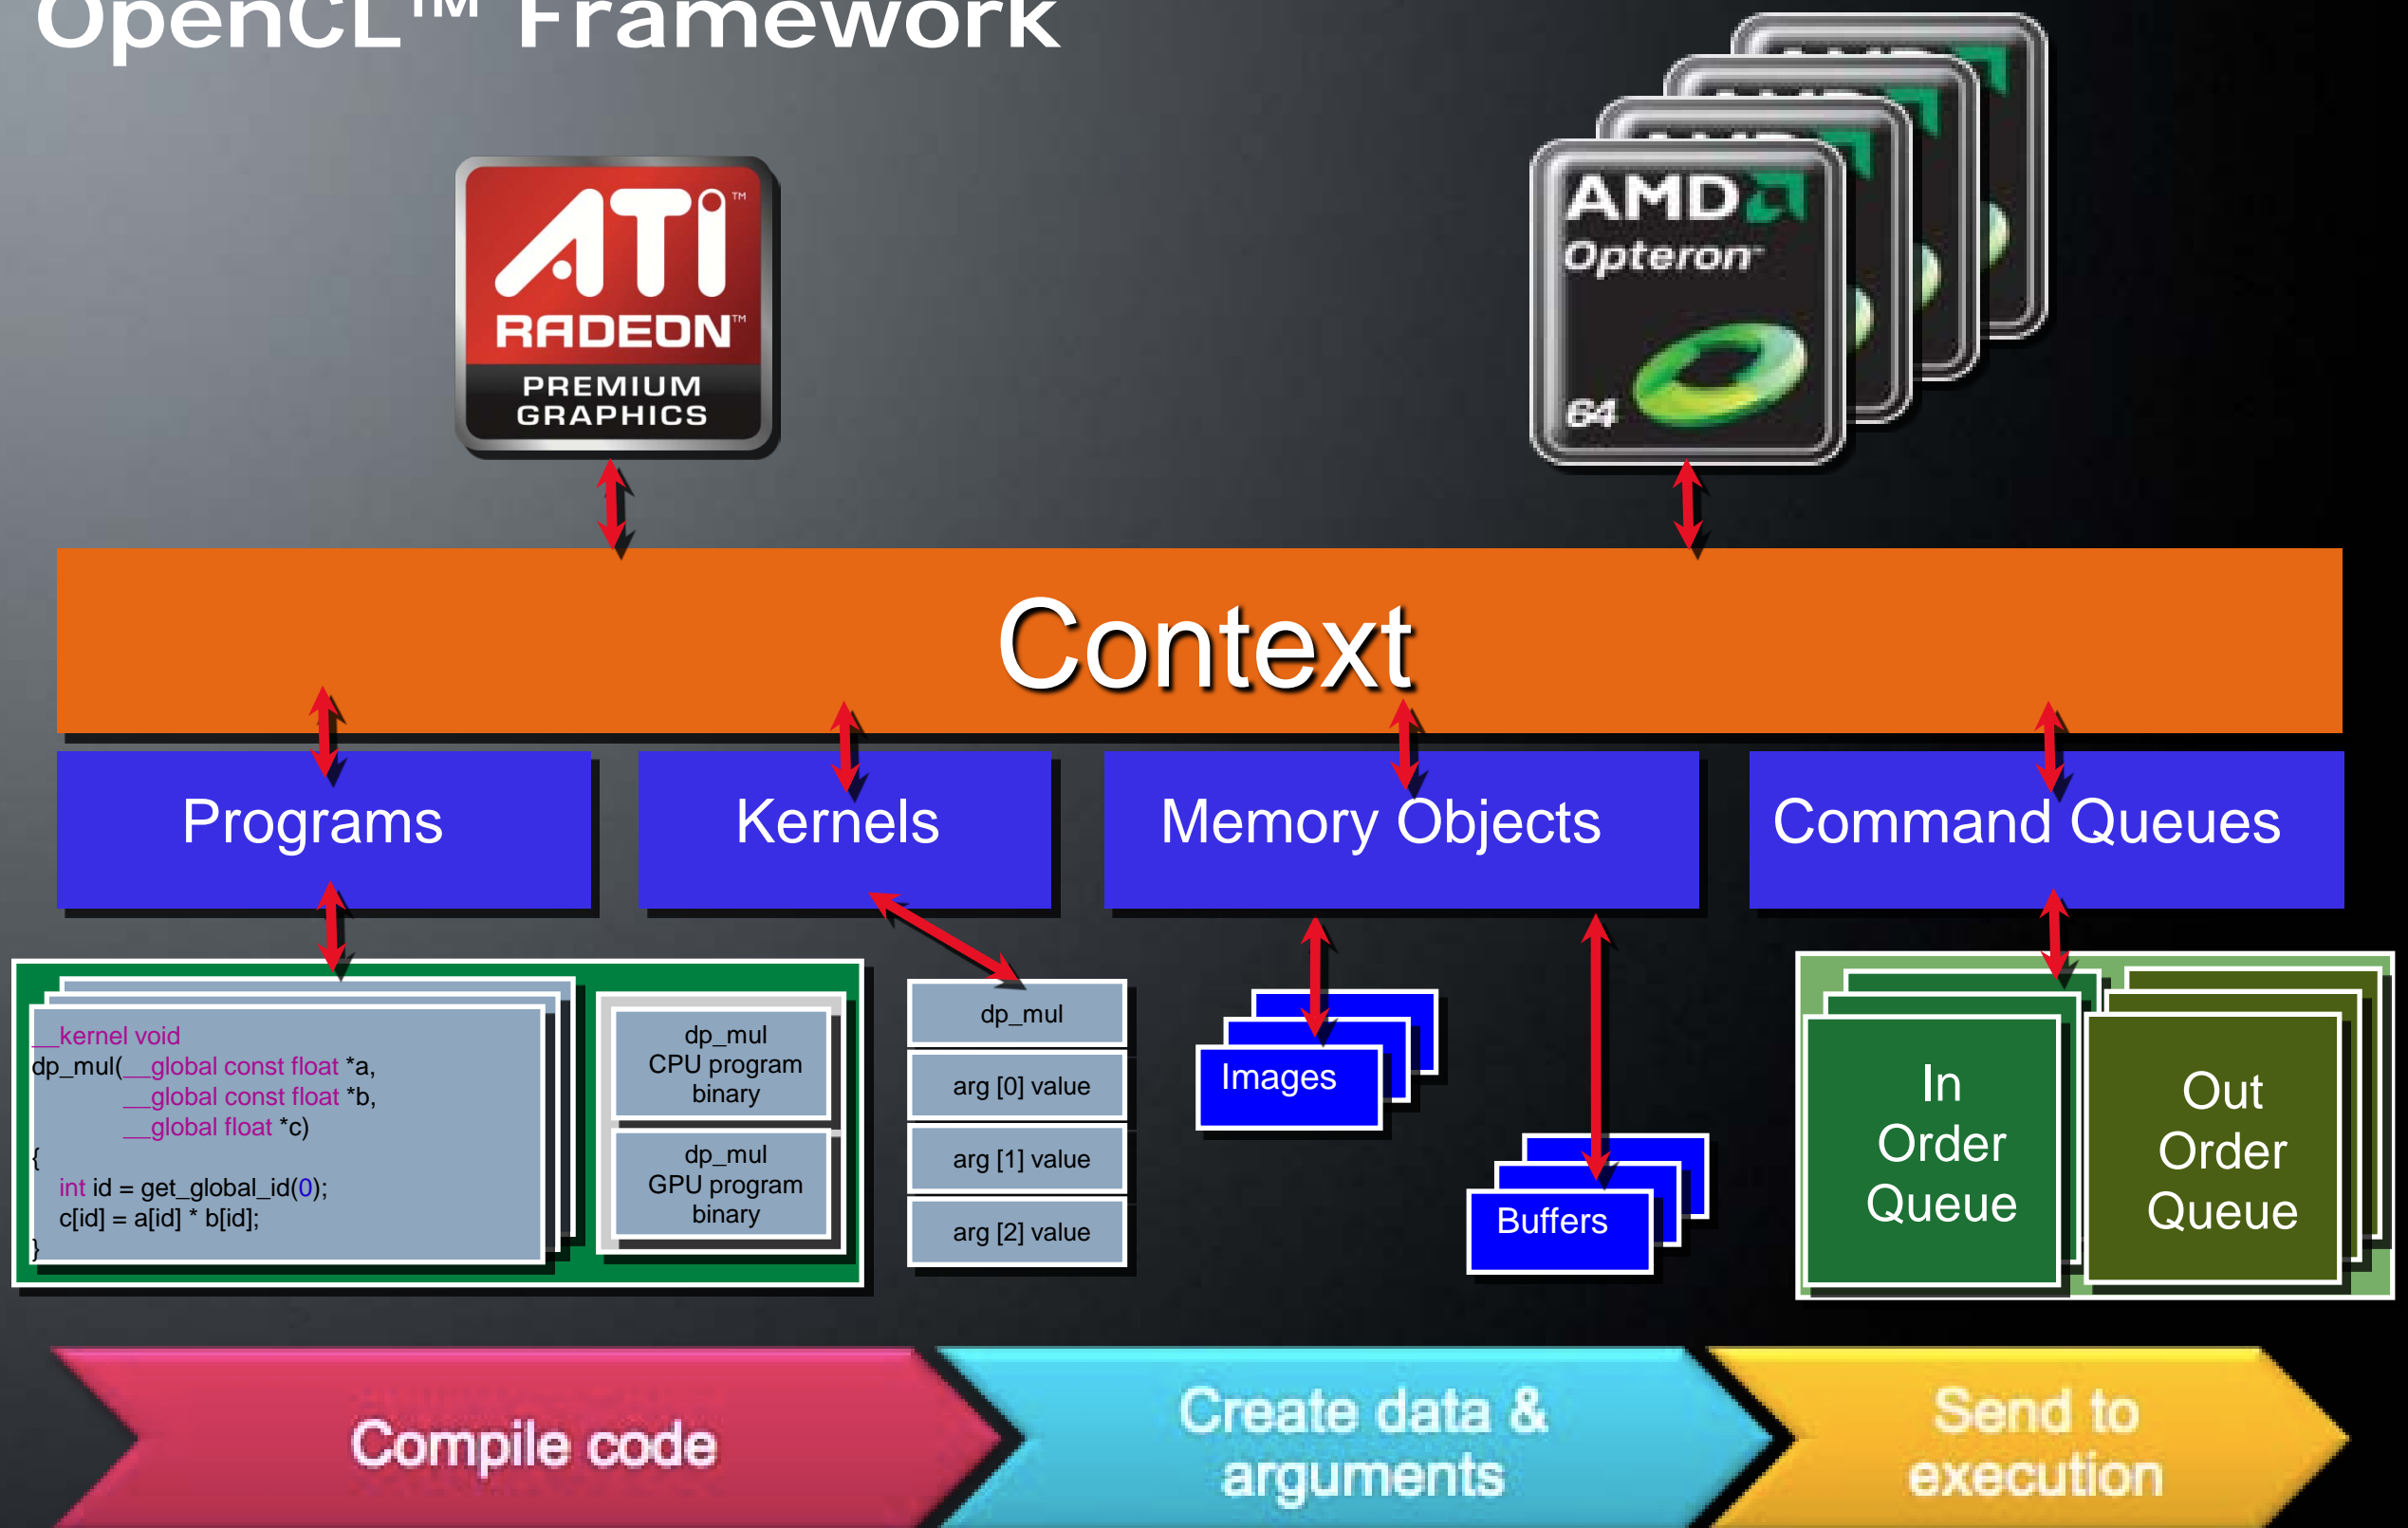 OpenCL™ Framework
ATI™
RADEON™
PREMIUM
GRAPHICS
AMD
Opteron™
64
Context
Programs
Kernels
Memory Objects
Command Queues
__kernel void
dp_mul(__global const float *a,
__global const float *b,
__global float *c)
{
int id = get_global_id(0);
c[id] = a[id] * b[id];
}
dp_mul
CPU program
binary
dp_mul
GPU program
binary
dp_mul
arg [0] value
arg [1] value
arg [2] value
Images
Buffers
In
Order
Queue
Out
Order
Queue
Compile code
Create data &
arguments
Send to
execution